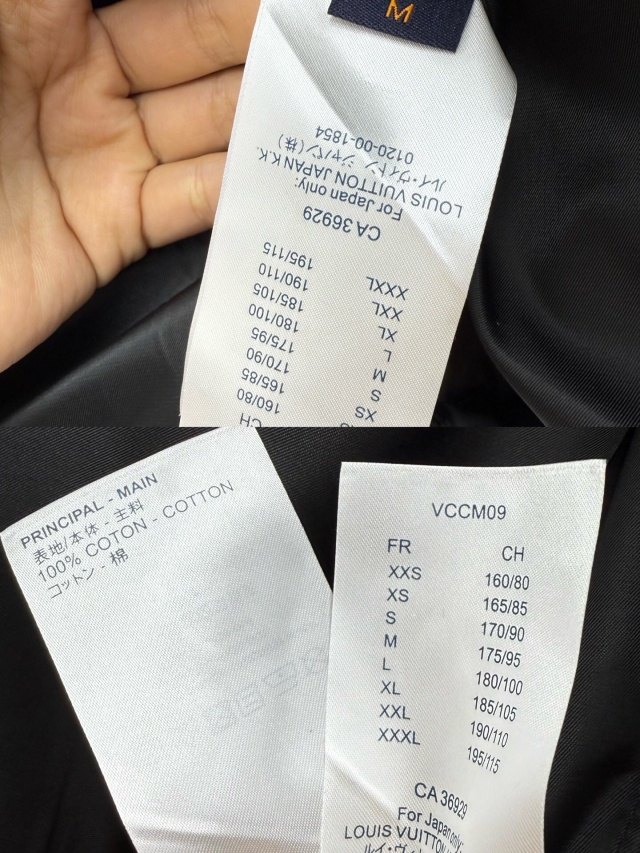 M
0120-00-1854
ルイ・ヴィトン ジャパン(株)
LOUIS VUITTON JAPAN K.K.
For Japan only:
CA 36929
XXXL 195/115
XXL 190/110
XL 185/105
L 180/100
M 175/95
S 170/90
XS 165/85
160/80
CH
PRINCIPAL - MAIN
表地/本体 - 主料
100% COTON - COTTON
コットン - 棉
VCCM09
FR CH
XXS 160/80
XS 165/85
S 170/90
M 175/95
L 180/100
XL 185/105
XXL 190/110
XXXL 195/115
CA 36929
For Japan only:
LOUIS VUITTON
ルイ・ヴィ